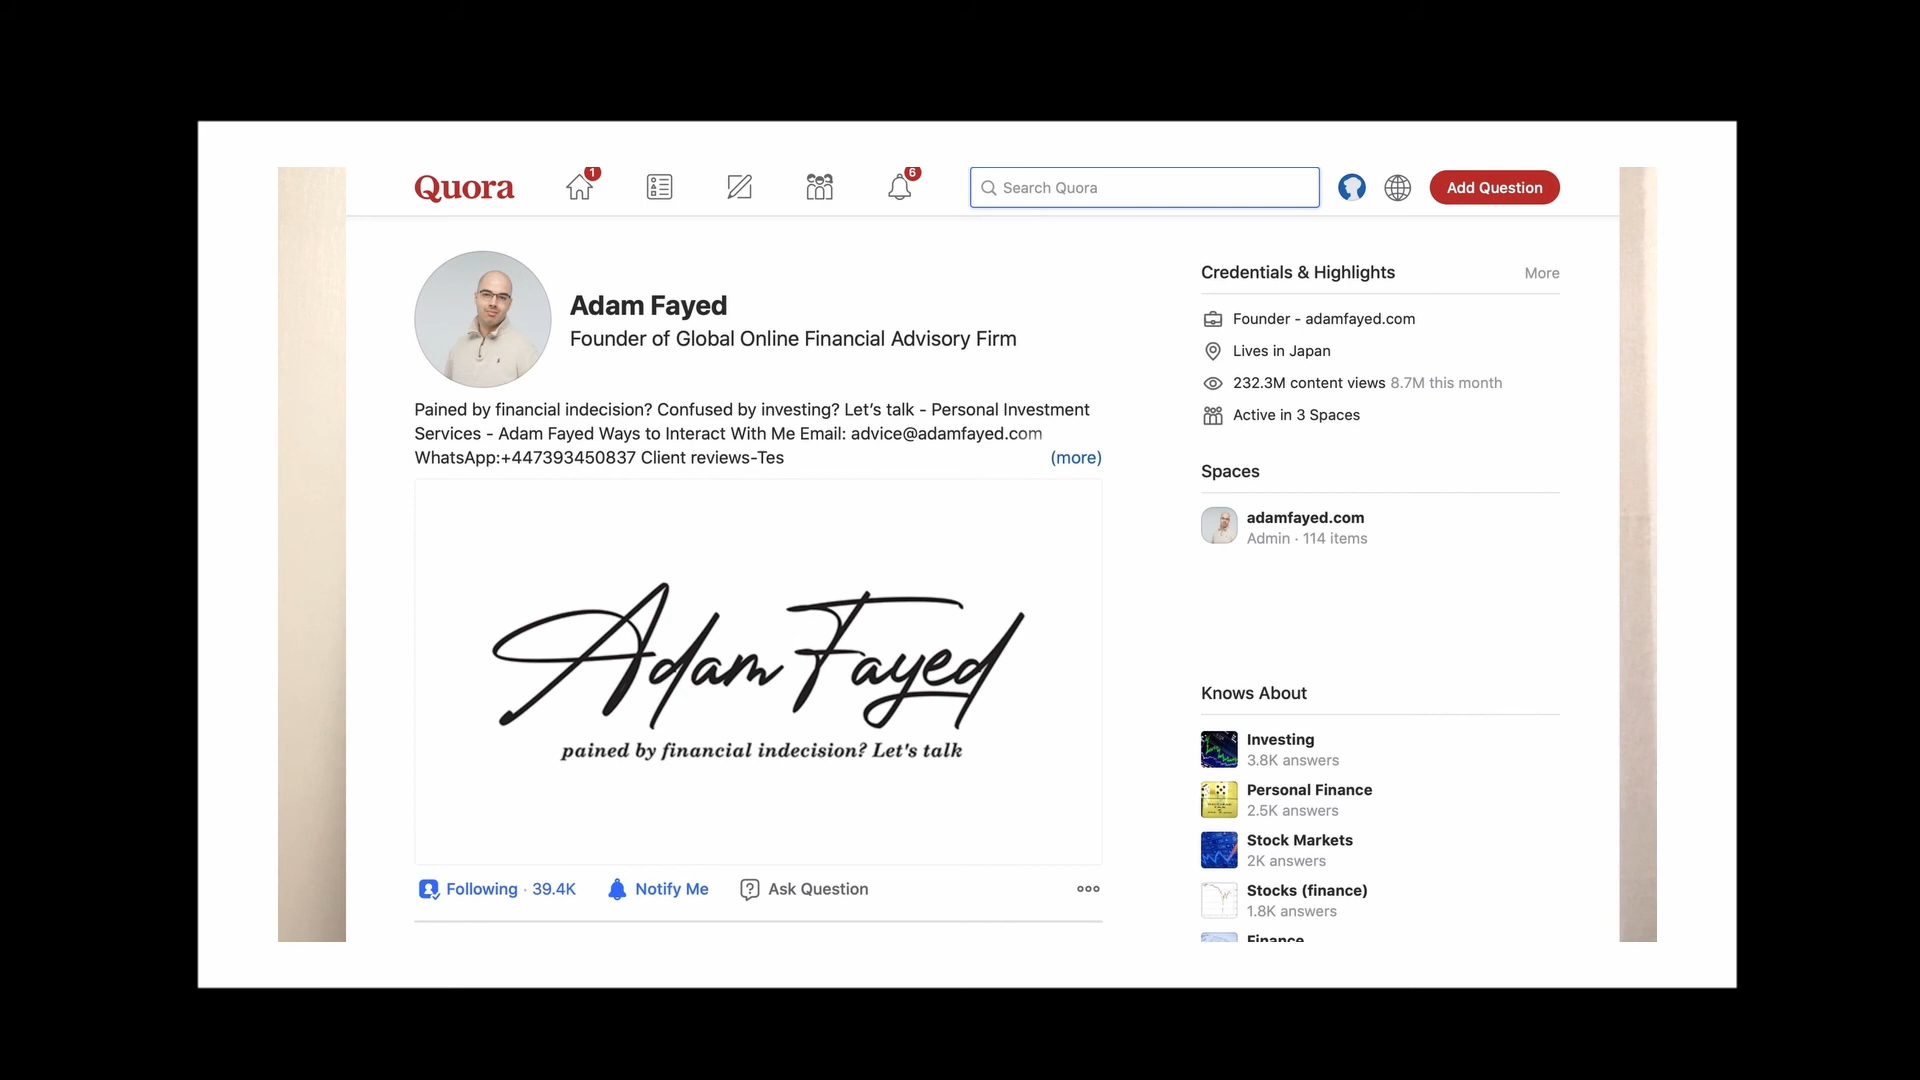 Quora
1
6
Search Quora
Add Question
Adam Fayed
Founder of Global Online Financial Advisory Firm
Pained by financial indecision? Confused by investing? Let’s talk - Personal Investment
Services - Adam Fayed Ways to Interact With Me Email: advice@adamfayed.com
WhatsApp:+447393450837 Client reviews-Tes
(more)
Adam Fayed
pained by financial indecision? Let's talk
Following · 39.4K
Notify Me
Ask Question
Credentials & Highlights
More
Founder - adamfayed.com
Lives in Japan
232.3M content views 8.7M this month
Active in 3 Spaces
Spaces
adamfayed.com
Admin · 114 items
Knows About
Investing
3.8K answers
Personal Finance
2.5K answers
Stock Markets
2K answers
Stocks (finance)
1.8K answers
Finance